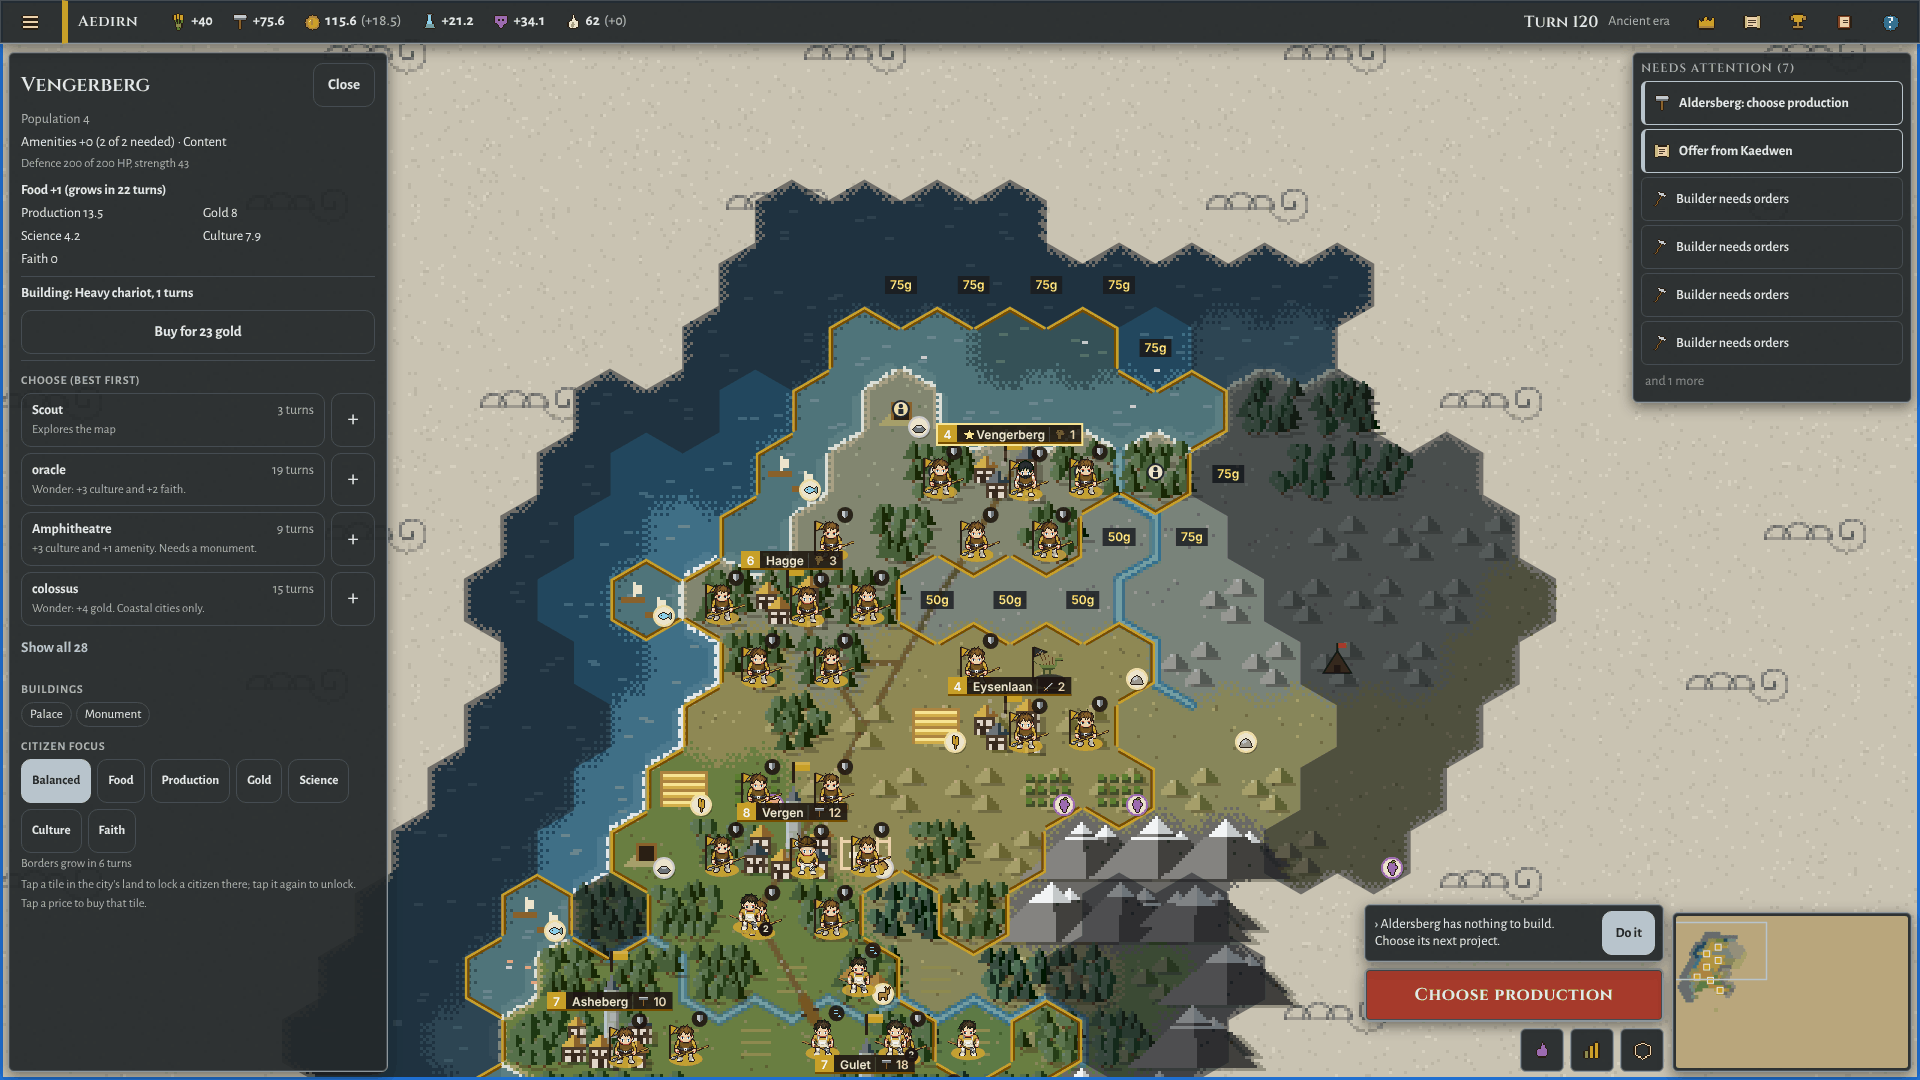 AEDIRN
+40
+75.6
115.6 (+18.5)
+21.2
+34.1
62 (+0)
TURN 120
Ancient era
VENGERBERG
Close
Population 4
Amenities +0 (2 of 2 needed) · Content
Defence 200 of 200 HP, strength 43
Food +1 (grows in 22 turns)
Production 13.5
Gold 8
Science 4.2
Culture 7.9
Faith 0
Building: Heavy chariot, 1 turns
Buy for 23 gold
CHOOSE (BEST FIRST)
Scout
3 turns
Explores the map
+
oracle
19 turns
Wonder: +3 culture and +2 faith.
+
Amphitheatre
9 turns
+3 culture and +1 amenity. Needs a monument.
+
colossus
15 turns
Wonder: +4 gold. Coastal cities only.
+
Show all 28
BUILDINGS
Palace
Monument
CITIZEN FOCUS
Balanced
Food
Production
Gold
Science
Culture
Faith
Borders grow in 6 turns
Tap a tile in the city's land to lock a citizen there; tap it again to unlock.
Tap a price to buy that tile.
75g
75g
75g
75g
75g
4 ★Vengerberg 1
75g
50g
75g
6 Hagge 3
50g
50g
50g
4 Eysenlaan 2
8 Vergen 12
2
7 Asheberg 10
2
7 Gulet 18
NEEDS ATTENTION (7)
Aldersberg: choose production
Offer from Kaedwen
Builder needs orders
Builder needs orders
Builder needs orders
Builder needs orders
and 1 more
› Aldersberg has nothing to build.
Choose its next project.
Do it
CHOOSE PRODUCTION